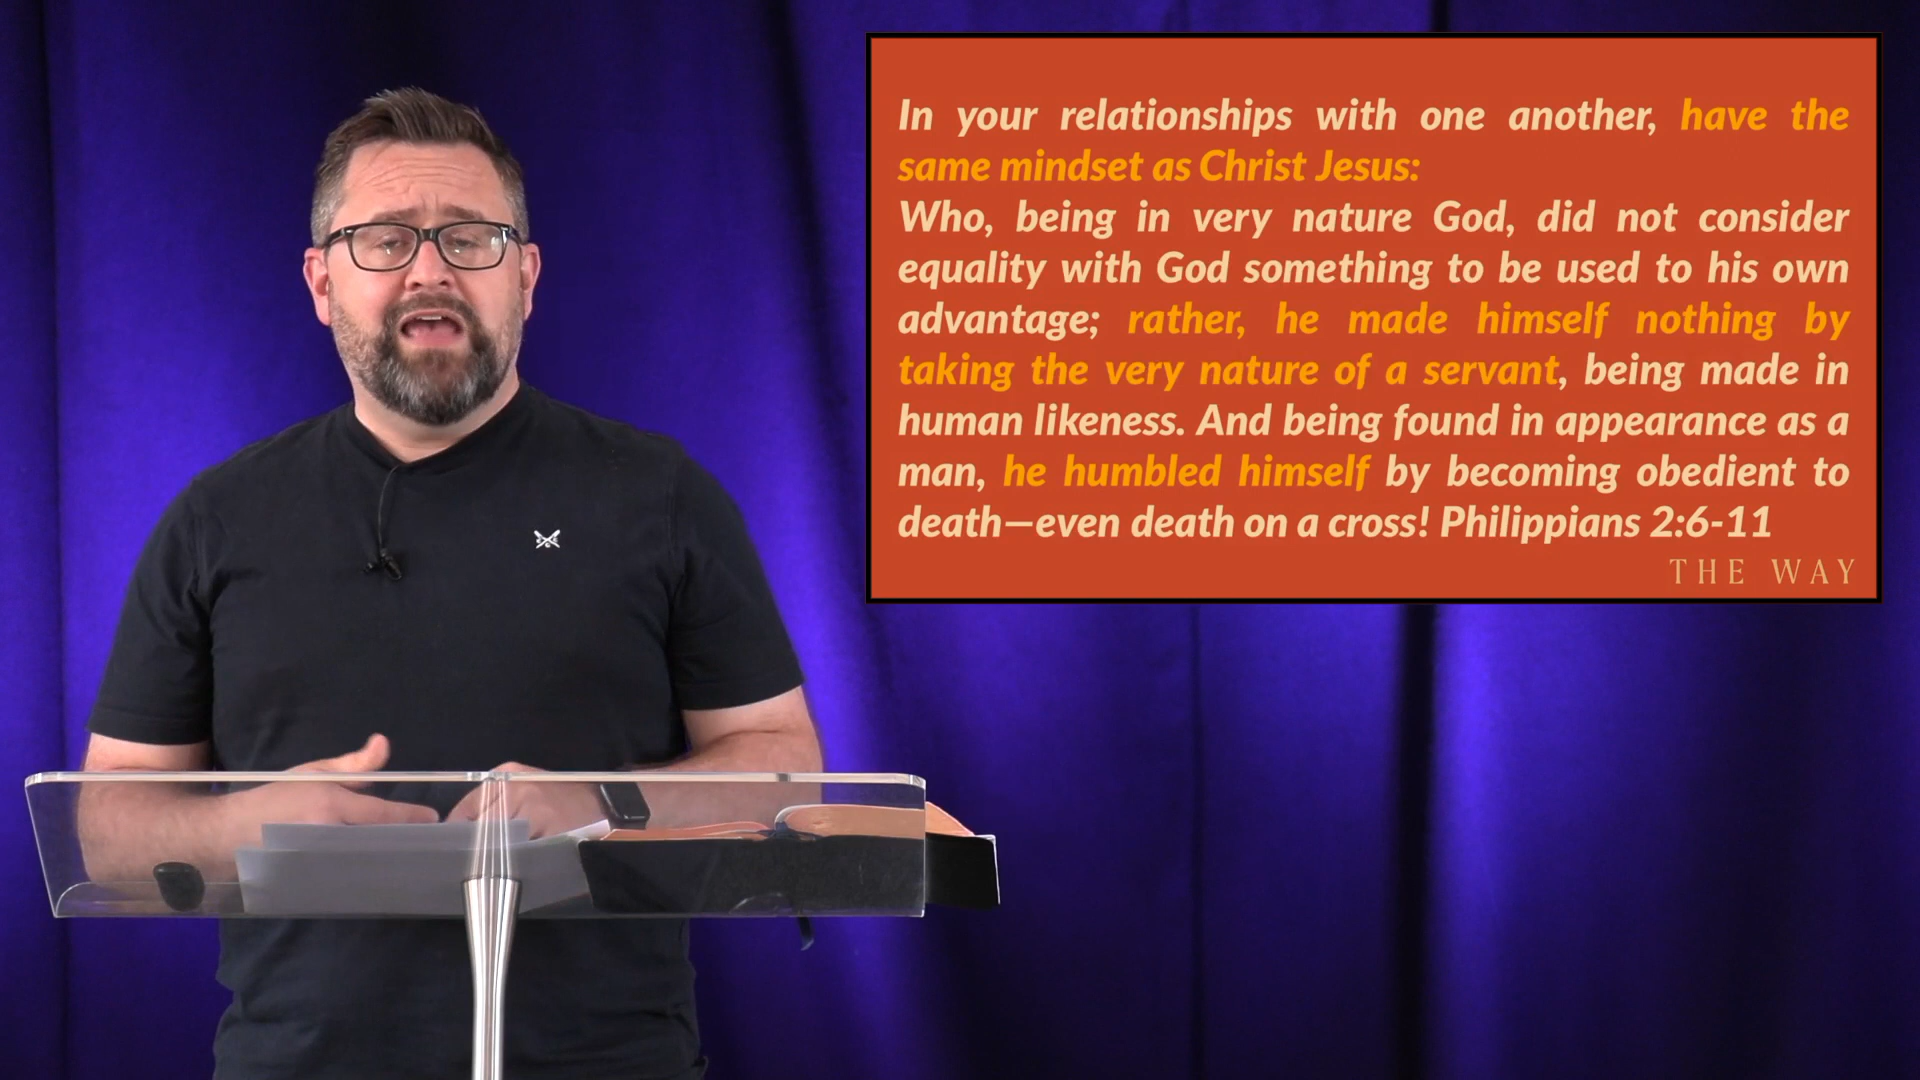 In your relationships with one another, have the
same mindset as Christ Jesus:
Who, being in very nature God, did not consider
equality with God something to be used to his own
advantage; rather, he made himself nothing by
taking the very nature of a servant, being made in
human likeness. And being found in appearance as a
man, he humbled himself by becoming obedient to
death—even death on a cross! Philippians 2:6-11
THE WAY